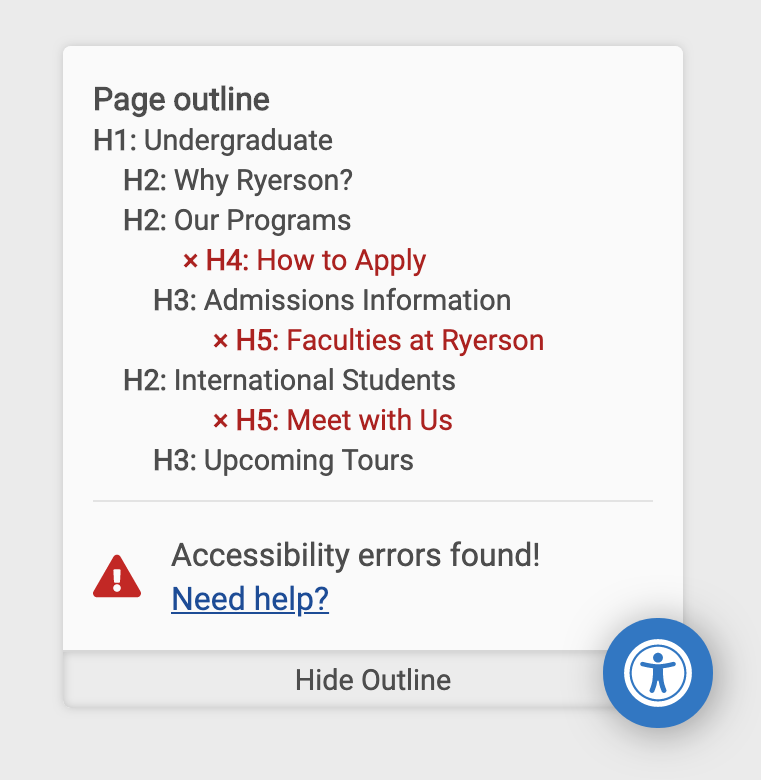 Page outline
H1: Undergraduate
H2: Why Ryerson?
H2: Our Programs
× H4: How to Apply
H3: Admissions Information
× H5: Faculties at Ryerson
H2: International Students
× H5: Meet with Us
H3: Upcoming Tours
Accessibility errors found!
Need help?
Hide Outline